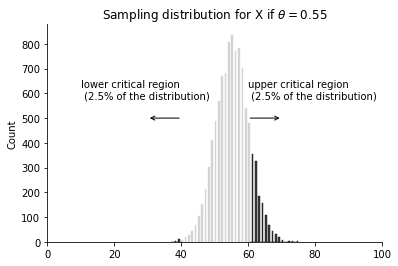 Sampling distribution for X if θ = 0.55
800
700
600
500
400
300
200
100
0
Count
lower critical region
(2.5% of the distribution)
upper critical region
(2.5% of the distribution)
0 20 40 60 80 100